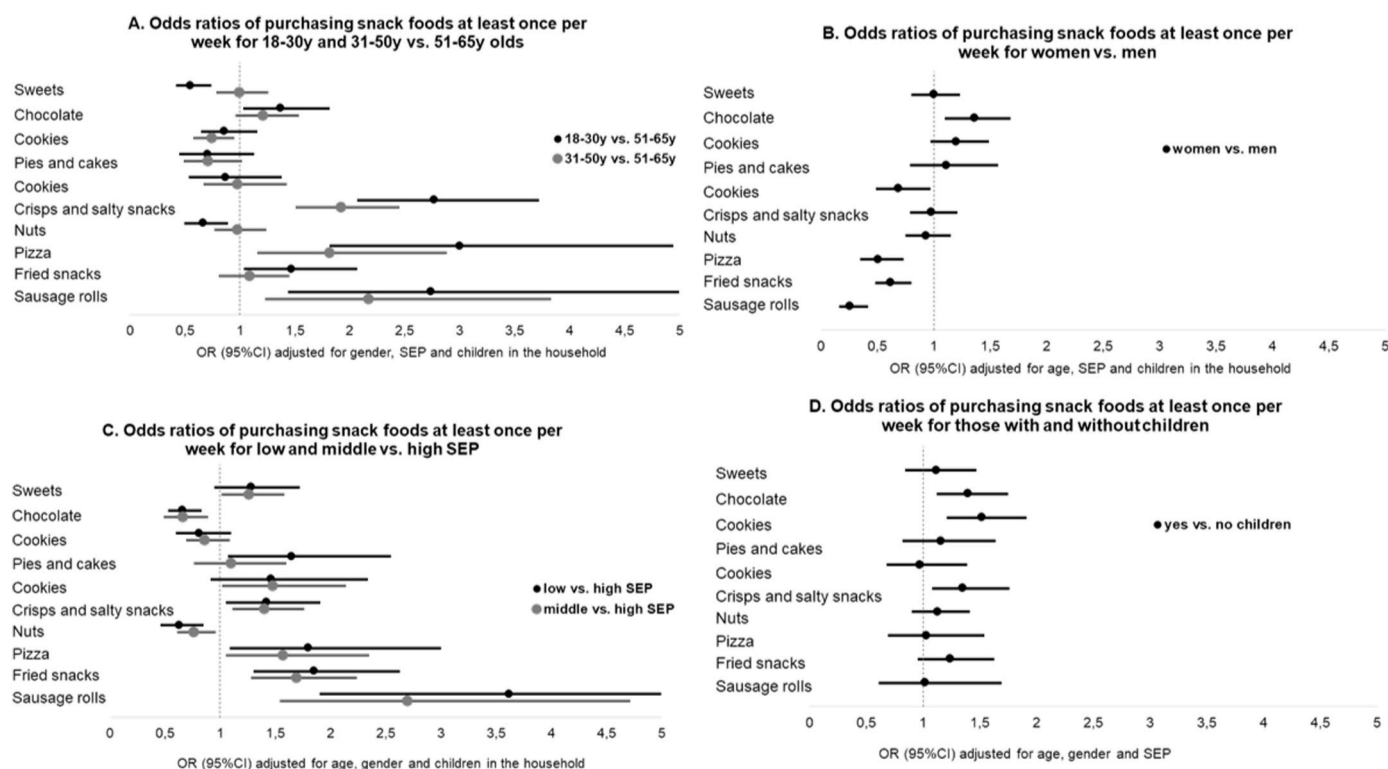 A. Odds ratios of purchasing snack foods at least once per
week for 18-30y and 31-50y vs. 51-65y olds
Sweets
Chocolate
Cookies
Pies and cakes
Cookies
Crisps and salty snacks
Nuts
Pizza
Fried snacks
Sausage rolls
18-30y vs. 51-65y
31-50y vs. 51-65y
0 0,5 1 1,5 2 2,5 3 3,5 4 4,5 5
OR (95%CI) adjusted for gender, SEP and children in the household
B. Odds ratios of purchasing snack foods at least once per
week for women vs. men
Sweets
Chocolate
Cookies
Pies and cakes
Cookies
Crisps and salty snacks
Nuts
Pizza
Fried snacks
Sausage rolls
women vs. men
0 0,5 1 1,5 2 2,5 3 3,5 4 4,5 5
OR (95%CI) adjusted for age, SEP and children in the household
C. Odds ratios of purchasing snack foods at least once per
week for low and middle vs. high SEP
Sweets
Chocolate
Cookies
Pies and cakes
Cookies
Crisps and salty snacks
Nuts
Pizza
Fried snacks
Sausage rolls
low vs. high SEP
middle vs. high SEP
0 0,5 1 1,5 2 2,5 3 3,5 4 4,5 5
OR (95%CI) adjusted for age, gender and children in the household
D. Odds ratios of purchasing snack foods at least once per
week for those with and without children
Sweets
Chocolate
Cookies
Pies and cakes
Cookies
Crisps and salty snacks
Nuts
Pizza
Fried snacks
Sausage rolls
yes vs. no children
0 0,5 1 1,5 2 2,5 3 3,5 4 4,5 5
OR (95%CI) adjusted for age, gender and SEP